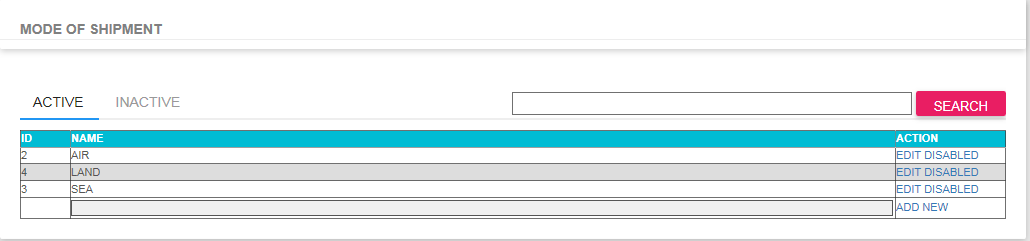 MODE OF SHIPMENT
ACTIVE INACTIVE SEARCH
ID NAME ACTION
2 AIR EDIT DISABLED
4 LAND EDIT DISABLED
3 SEA EDIT DISABLED
ADD NEW